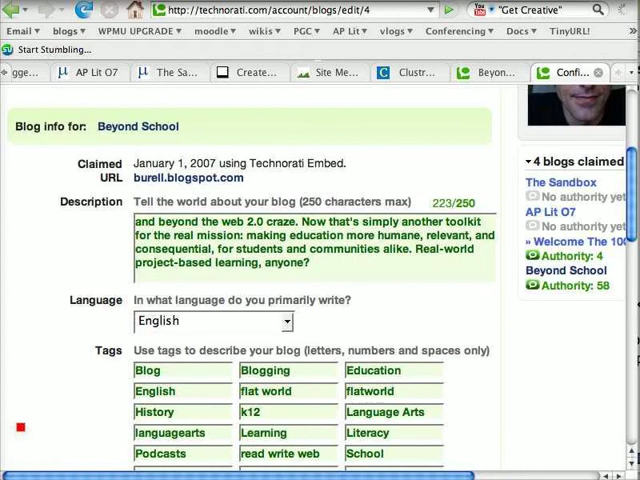 http://technorati.com/account/blogs/edit/4
"Get Creative"
Email blogs WPMU UPGRADE moodle wikis PGC AP Lit vlogs Conferencing Docs TinyURL!
Start Stumbling...
gge... AP Lit O7 The Sa... Create... Site Me... Clustr... Beyon... Confi...
Blog info for: Beyond School
Claimed January 1, 2007 using Technorati Embed.
URL burell.blogspot.com
Description Tell the world about your blog (250 characters max) 223/250
and beyond the web 2.0 craze. Now that's simply another toolkit
for the real mission: making education more humane, relevant, and
consequential, for students and communities alike. Real-world
project-based learning, anyone?
Language In what language do you primarily write?
English
Tags Use tags to describe your blog (letters, numbers and spaces only)
Blog Blogging Education
English flat world flatworld
History k12 Language Arts
languagearts Learning Literacy
Podcasts read write web School
4 blogs claimed
The Sandbox
No authority yet
AP Lit O7
No authority yet
» Welcome The 100
Authority: 4
Beyond School
Authority: 58